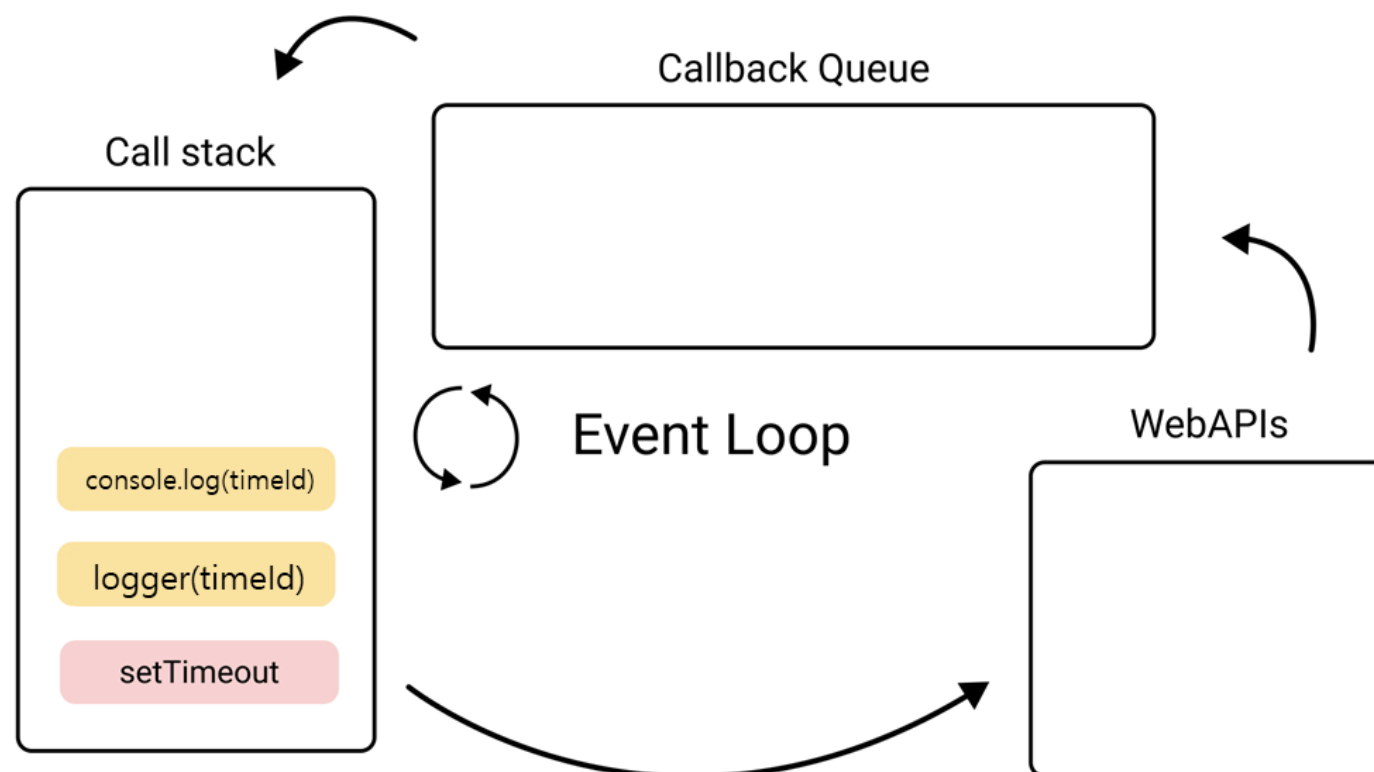 Callback Queue
Call stack
Event Loop
WebAPIs
console.log(timeId)
logger(timeId)
setTimeout